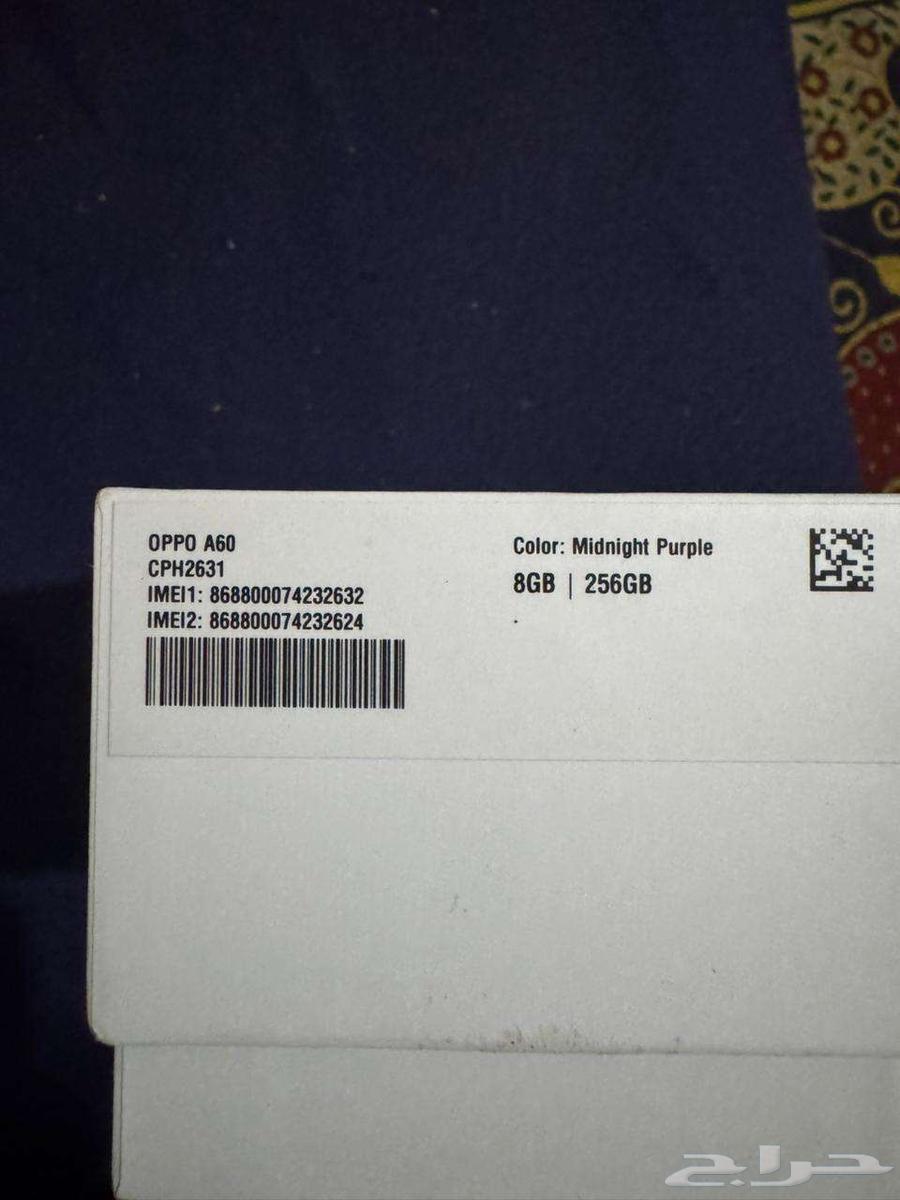 OPPO A60
CPH2631
IMEI1: 868800074232632
IMEI2: 868800074232624
Color: Midnight Purple
8GB | 256GB
حراج